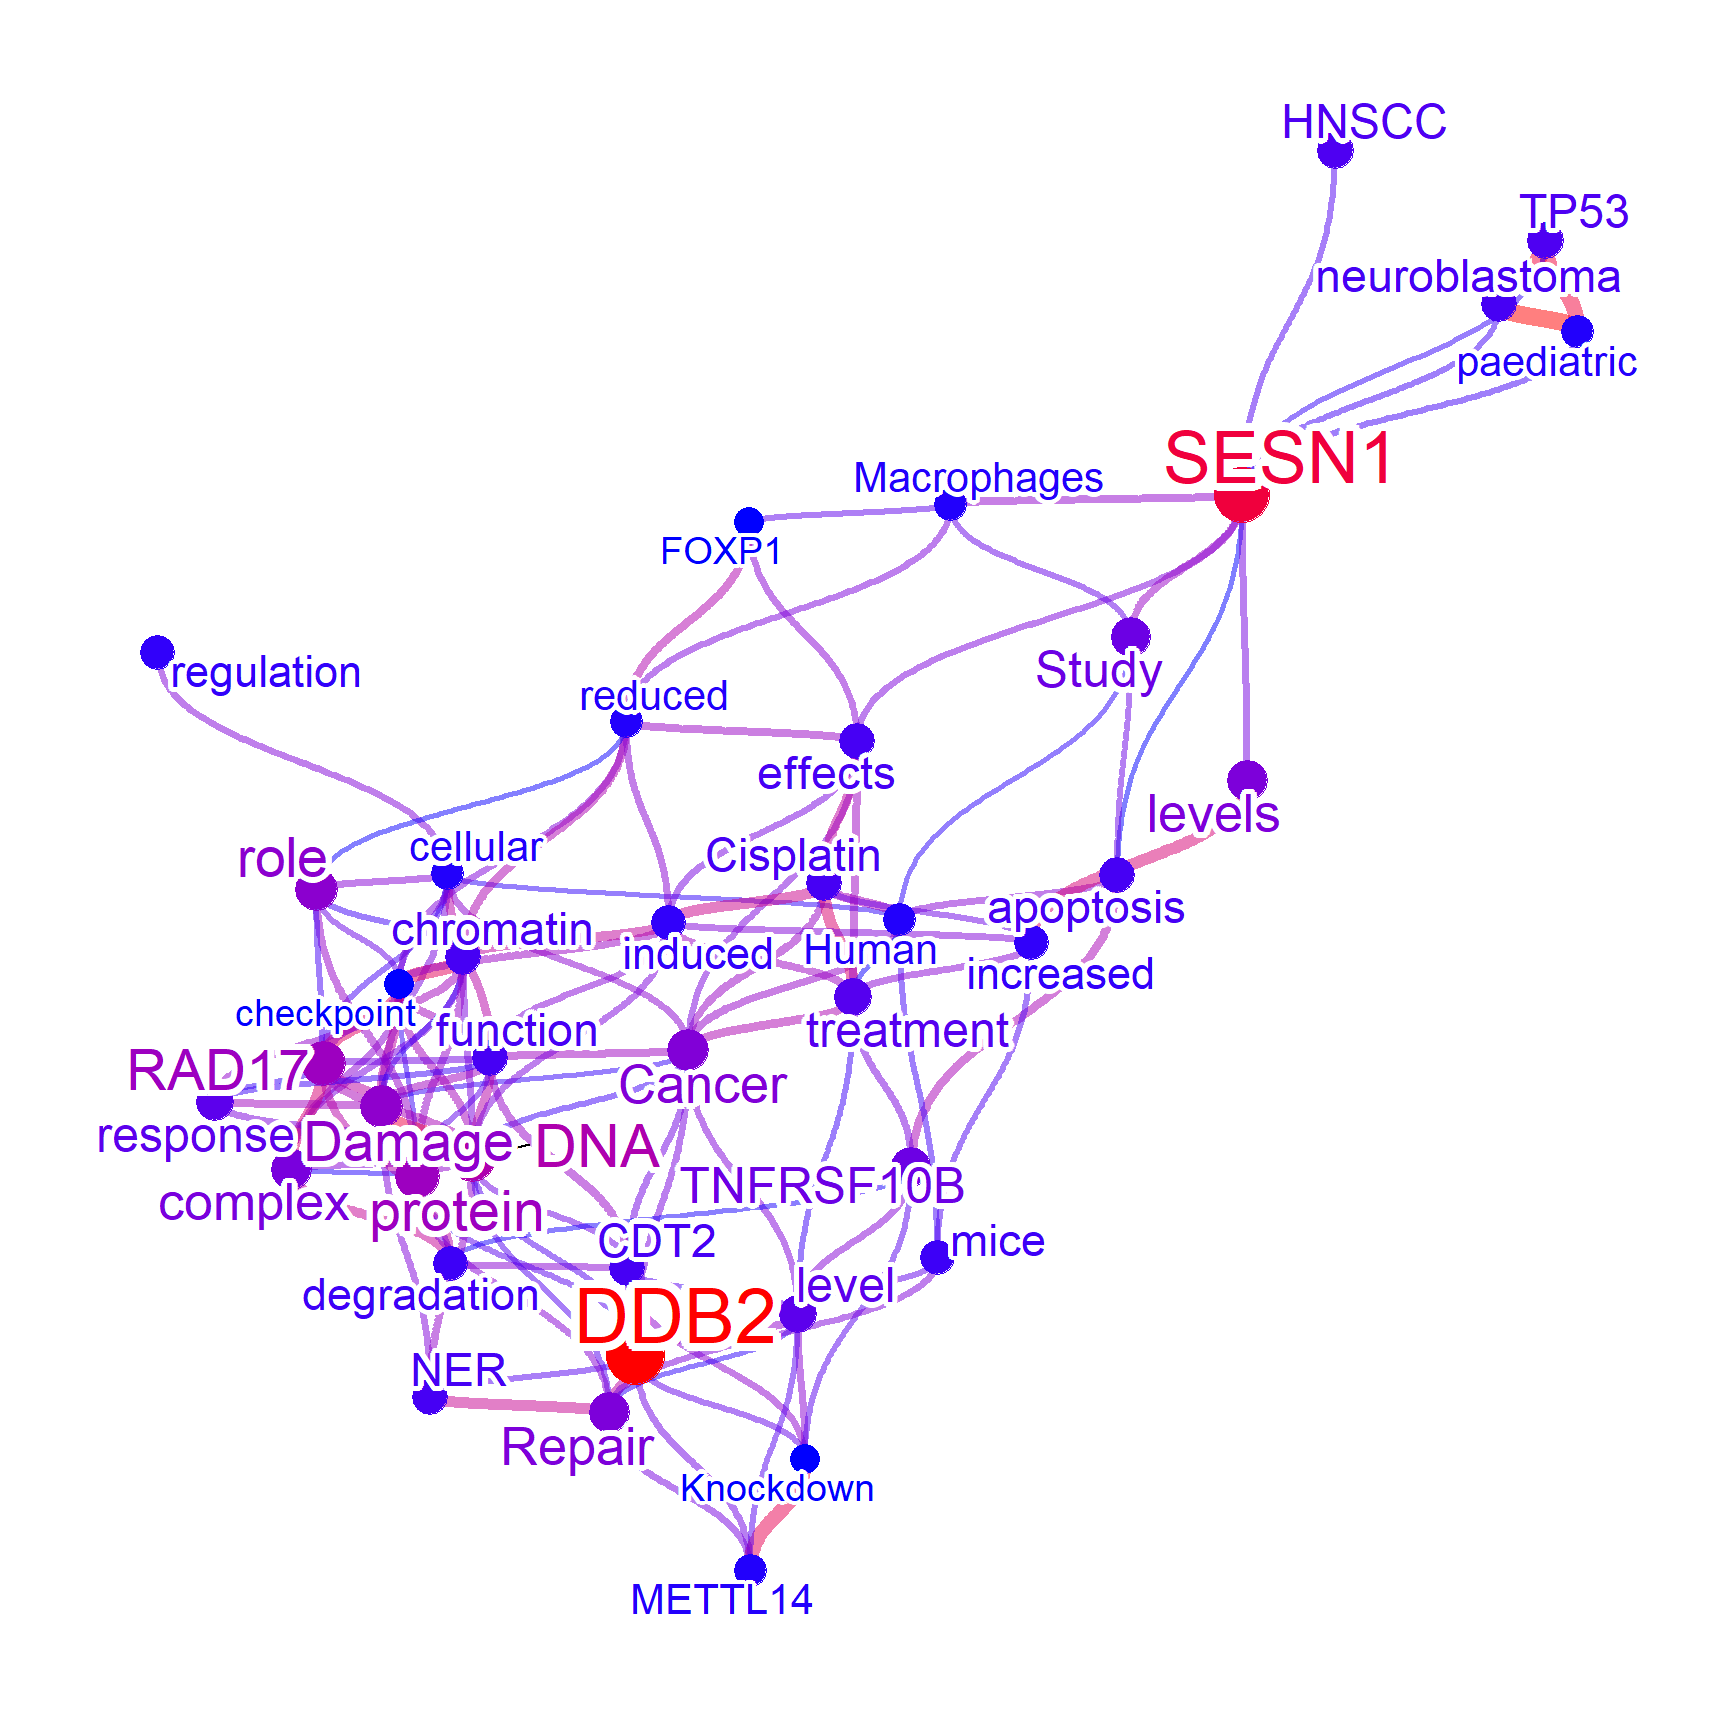 HNSCC
TP53
neuroblastoma
paediatric
SESN1
Macrophages
FOXP1
regulation
Study
reduced
effects
levels
role
cellular
Cisplatin
apoptosis
chromatin
induced
Human
increased
checkpoint
function
treatment
RAD17
Cancer
response
Damage
DNA
TNFRSF10B
complex
protein
CDT2
mice
degradation
level
DDB2
NER
Repair
Knockdown
METTL14